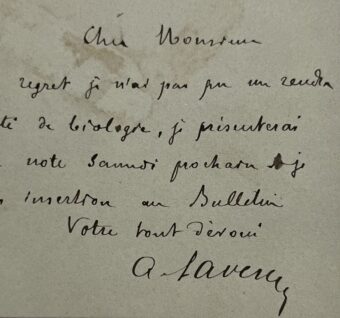 Cher Monsieur
regret je n'ai pas pu me rendre
té de biologie, je présenterai
note Samedi prochain & je
insertion au Bulletin
Votre tout dévoué
A. Laveran